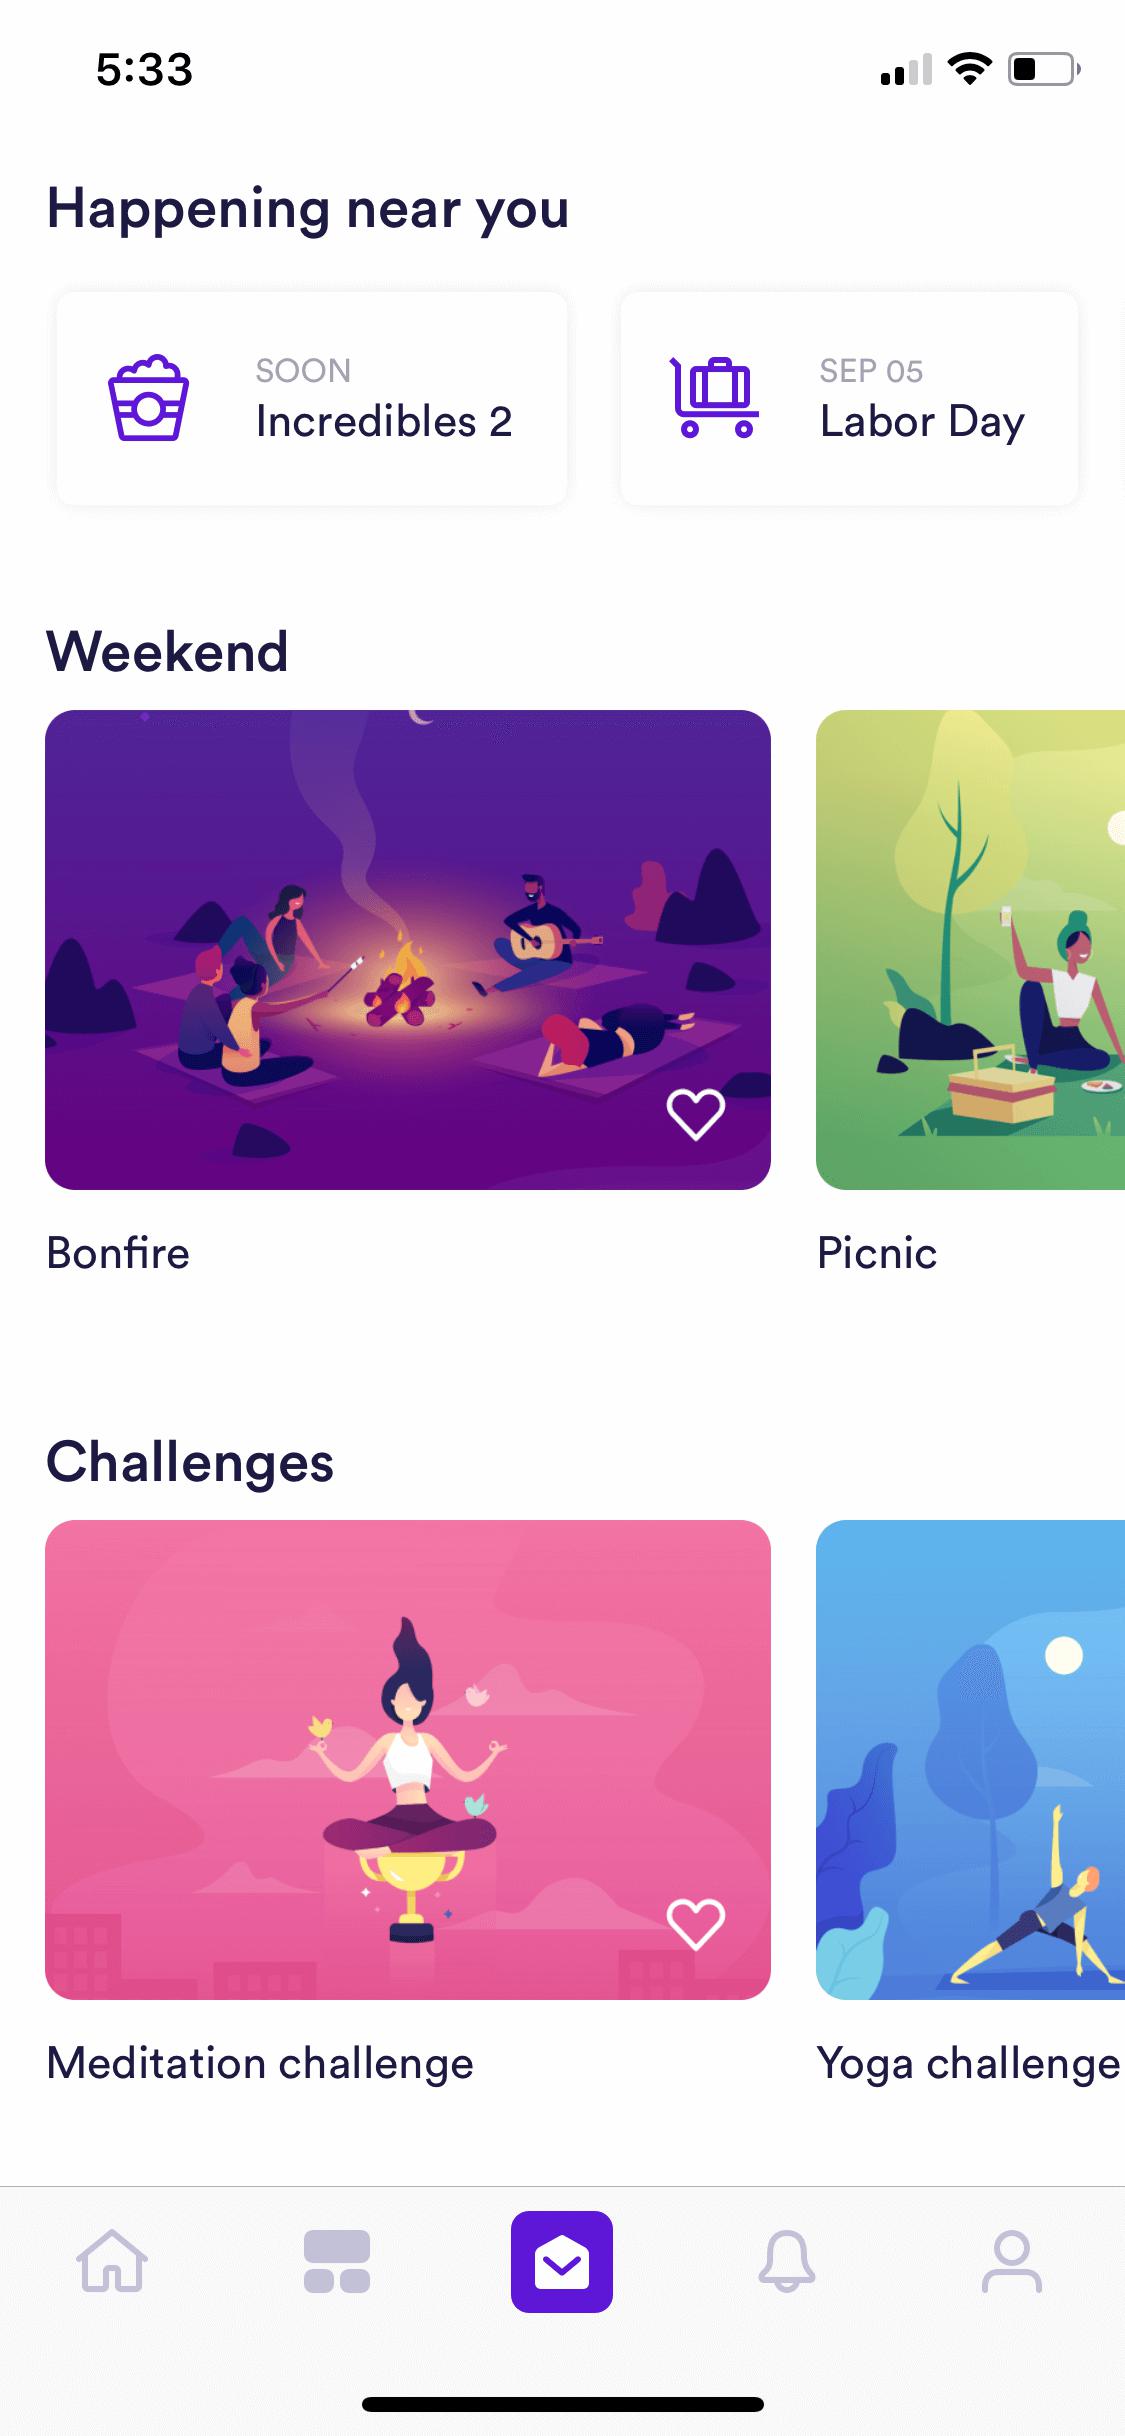 5:33
Happening near you
SOON
Incredibles 2
SEP 05
Labor Day
Weekend
Bonfire
Picnic
Challenges
Meditation challenge
Yoga challenge